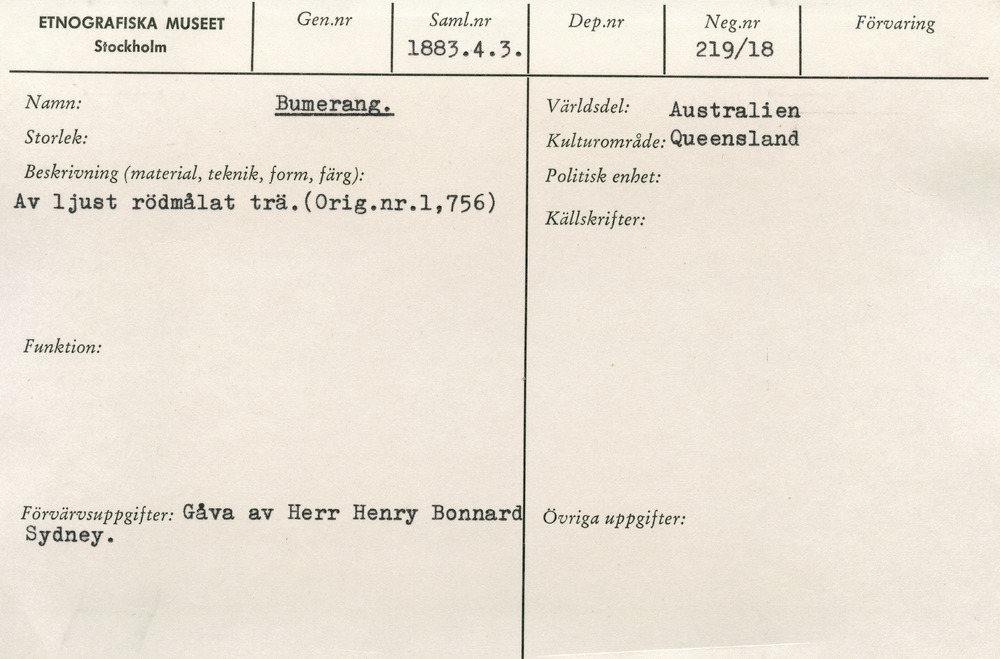 ETNOGRAFISKA MUSEET
Stockholm
Gen.nr
Saml.nr
1883.4.3.
Dep.nr
Neg.nr
219/18
Förvaring
Namn: Bumerang.
Storlek:
Beskrivning (material, teknik, form, färg):
Av ljust rödmålat trä.(Orig.nr.1,756)
Funktion:
Förvärvsuppgifter: Gåva av Herr Henry Bonnard
Sydney.
Världsdel: Australien
Kulturområde: Queensland
Politisk enhet:
Källskrifter:
Övriga uppgifter: